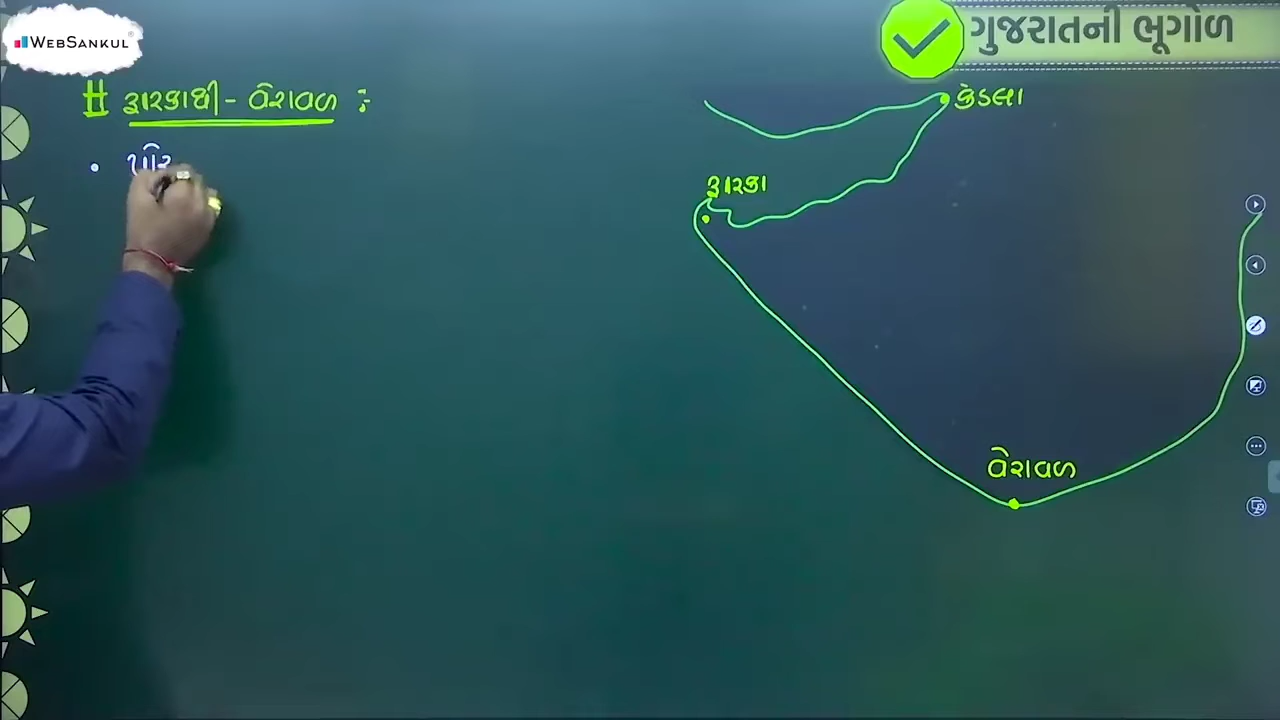 WEBSANKUL
ગુજરાતની ભૂગોળ
# દ્વારકાથી - વેરાવળ :-
કંડલા
દ્વારકા
વેરાવળ